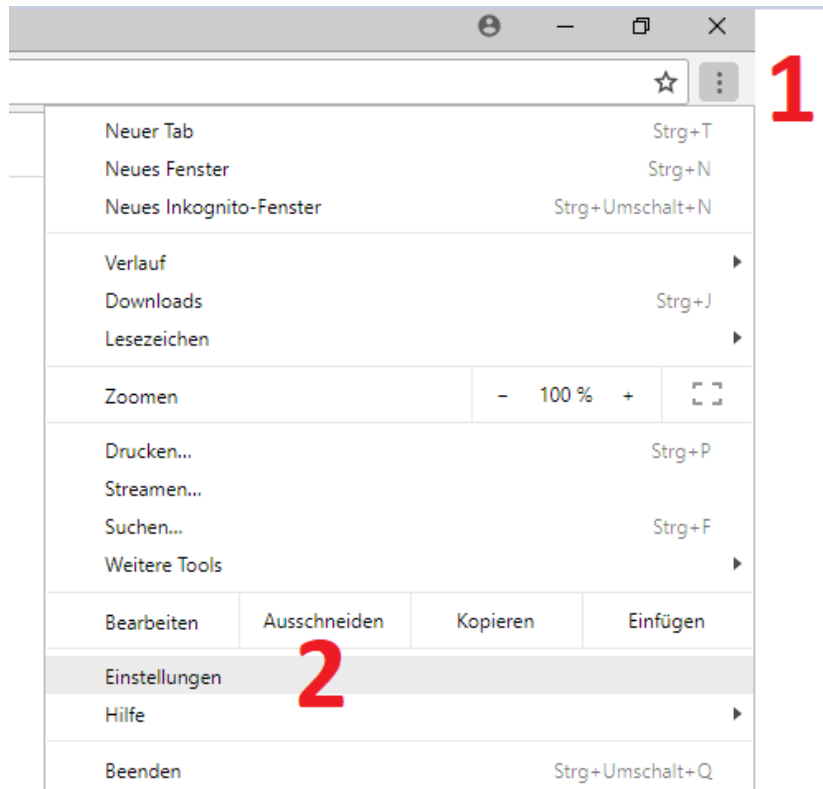 1
Neuer Tab Strg+T
Neues Fenster Strg+N
Neues Inkognito-Fenster Strg+Umschalt+N
Verlauf
Downloads Strg+J
Lesezeichen
Zoomen - 100 % +
Drucken... Strg+P
Streamen...
Suchen... Strg+F
Weitere Tools
Bearbeiten Ausschneiden Kopieren Einfügen
Einstellungen 2
Hilfe
Beenden Strg+Umschalt+Q